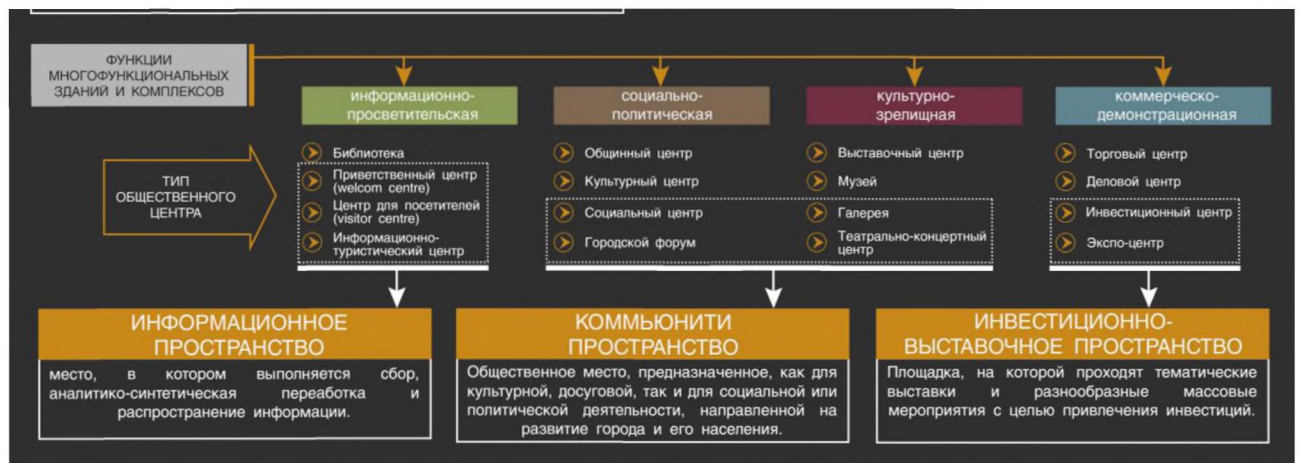 ФУНКЦИИ
МНОГОФУНКЦИОНАЛЬНЫХ
ЗДАНИЙ И КОМПЛЕКСОВ
информационно-
просветительская
социально-
политическая
культурно-
зрелищная
коммерческо-
демонстрационная
ТИП
ОБЩЕСТВЕННОГО
ЦЕНТРА
Библиотека
Приветственный центр
(welcom centre)
Центр для посетителей
(visitor centre)
Информационно-
туристический центр
Общинный центр
Культурный центр
Социальный центр
Городской форум
Выставочный центр
Музей
Галерея
Театрально-концертный
центр
Торговый центр
Деловой центр
Инвестиционный центр
Экспо-центр
ИНФОРМАЦИОННОЕ
ПРОСТРАНСТВО
место, в котором выполняется сбор,
аналитико-синтетическая переаботка и
распространение информации.
КОММЬЮНИТИ
ПРОСТРАНСТВО
Общественное место, предназначенное, как для
культурной, досуговой, так и для социальной или
политической деятельности, направленной на
развитие города и его населения.
ИНВЕСТИЦИОННО-
ВЫСТАВОЧНОЕ ПРОСТРАНСТВО
Площадка, на которой проходят тематические
выставки и разнообразные массовые
мероприятия с целью привлечения инвестиций.